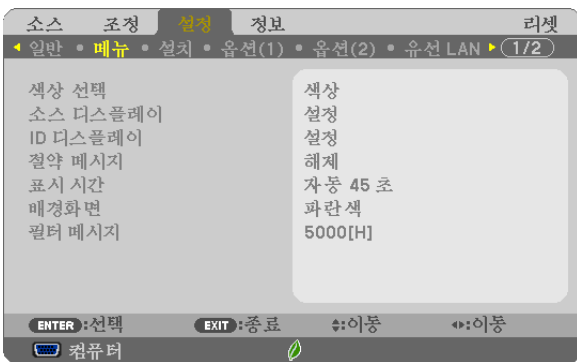 소스 조정 설정 정보 리셋
일반 • 메뉴 • 설치 • 옵션(1) • 옵션(2) • 유선 LAN 1/2
색상 선택 색상
소스 디스플레이 설정
ID 디스플레이 설정
절약 메시지 해제
표시 시간 자동 45 초
배경화면 파란색
필터 메시지 5000[H]
ENTER :선택 EXIT :종료 :이동 :이동
컴퓨터